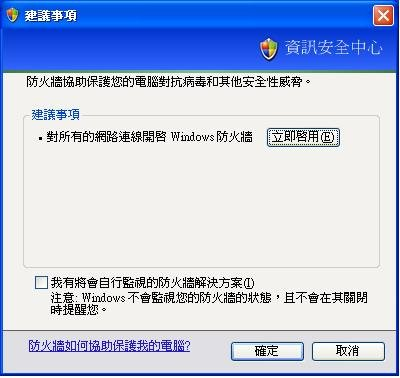 建議事項
資訊安全中心
防火牆協助保護您的電腦對抗病毒和其他安全性威脅。
建議事項
• 對所有的網路連線開啓 Windows 防火牆 立即啓用(E)
我有將會自行監視的防火牆解決方案(I)
注意: Windows 不會監視您的防火牆的狀態，且不會在其關閉
時提醒您。
防火牆如何協助保護我的電腦?
確定 取消